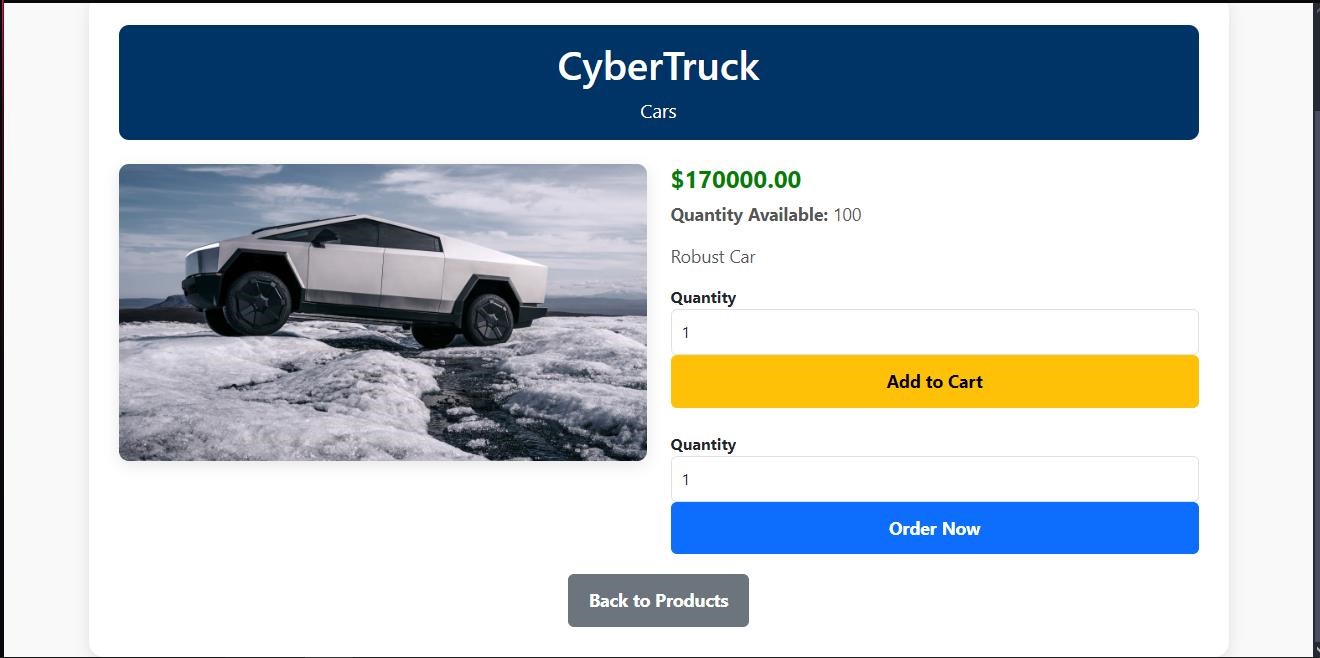 CyberTruck
Cars
$170000.00
Quantity Available: 100
Robust Car
Quantity
1
Add to Cart
Quantity
1
Order Now
Back to Products